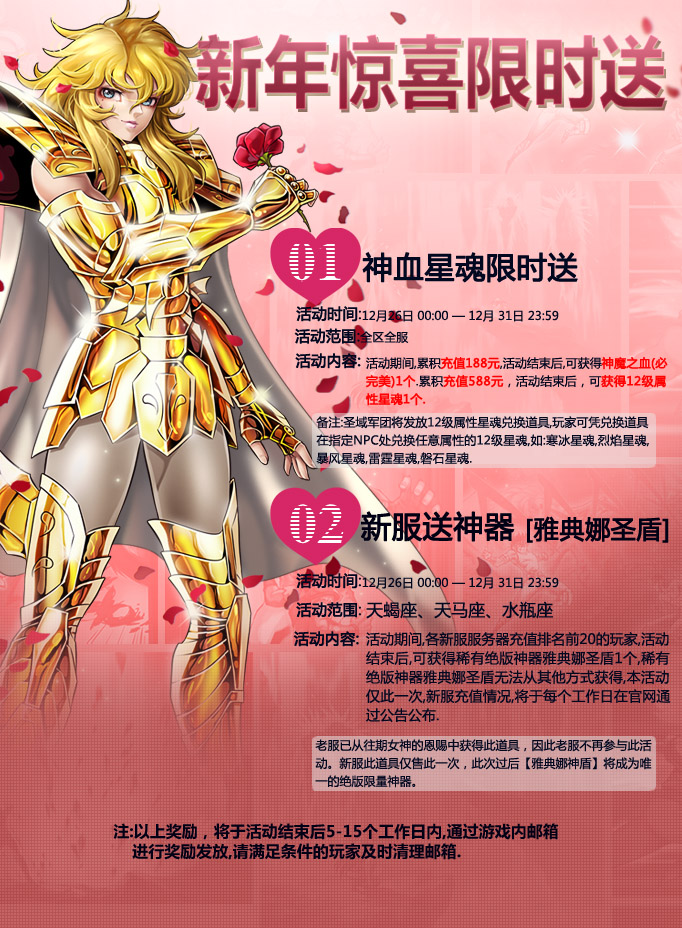 新年惊喜限时送
01 神血星魂限时送
活动时间:12月26日 00:00 — 12月 31日 23:59
活动范围:全区全服
活动内容: 活动期间,累积充值188元,活动结束后,可获得神魔之血(必
完美)1个.累积充值588元，活动结束后，可获得12级属
性星魂1个.
备注:圣域军团将发放12级属性星魂兑换道具,玩家可凭兑换道具
在指定NPC处兑换任意属性的12级星魂,如:寒冰星魂,烈焰星魂,
暴风星魂,雷霆星魂,磐石星魂.
02 新服送神器 [雅典娜圣盾]
活动时间:12月26日 00:00 — 12月 31日 23:59
活动范围: 天蝎座、天马座、水瓶座
活动内容: 活动期间,各新服服务器充值排名前20的玩家,活动
结束后,可获得稀有绝版神器雅典娜圣盾1个,稀有
绝版神器雅典娜圣盾无法从其他方式获得,本活动
仅此一次,新服充值情况,将于每个工作日在官网通
过公告公布.
老服已从往期女神的恩赐中获得此道具，因此老服不再参与此活
动。新服此道具仅售此一次，此次过后【雅典娜神盾】将成为唯
一的绝版限量神器。
注:以上奖励，将于活动结束后5-15个工作日内,通过游戏内邮箱
进行奖励发放,请满足条件的玩家及时清理邮箱.